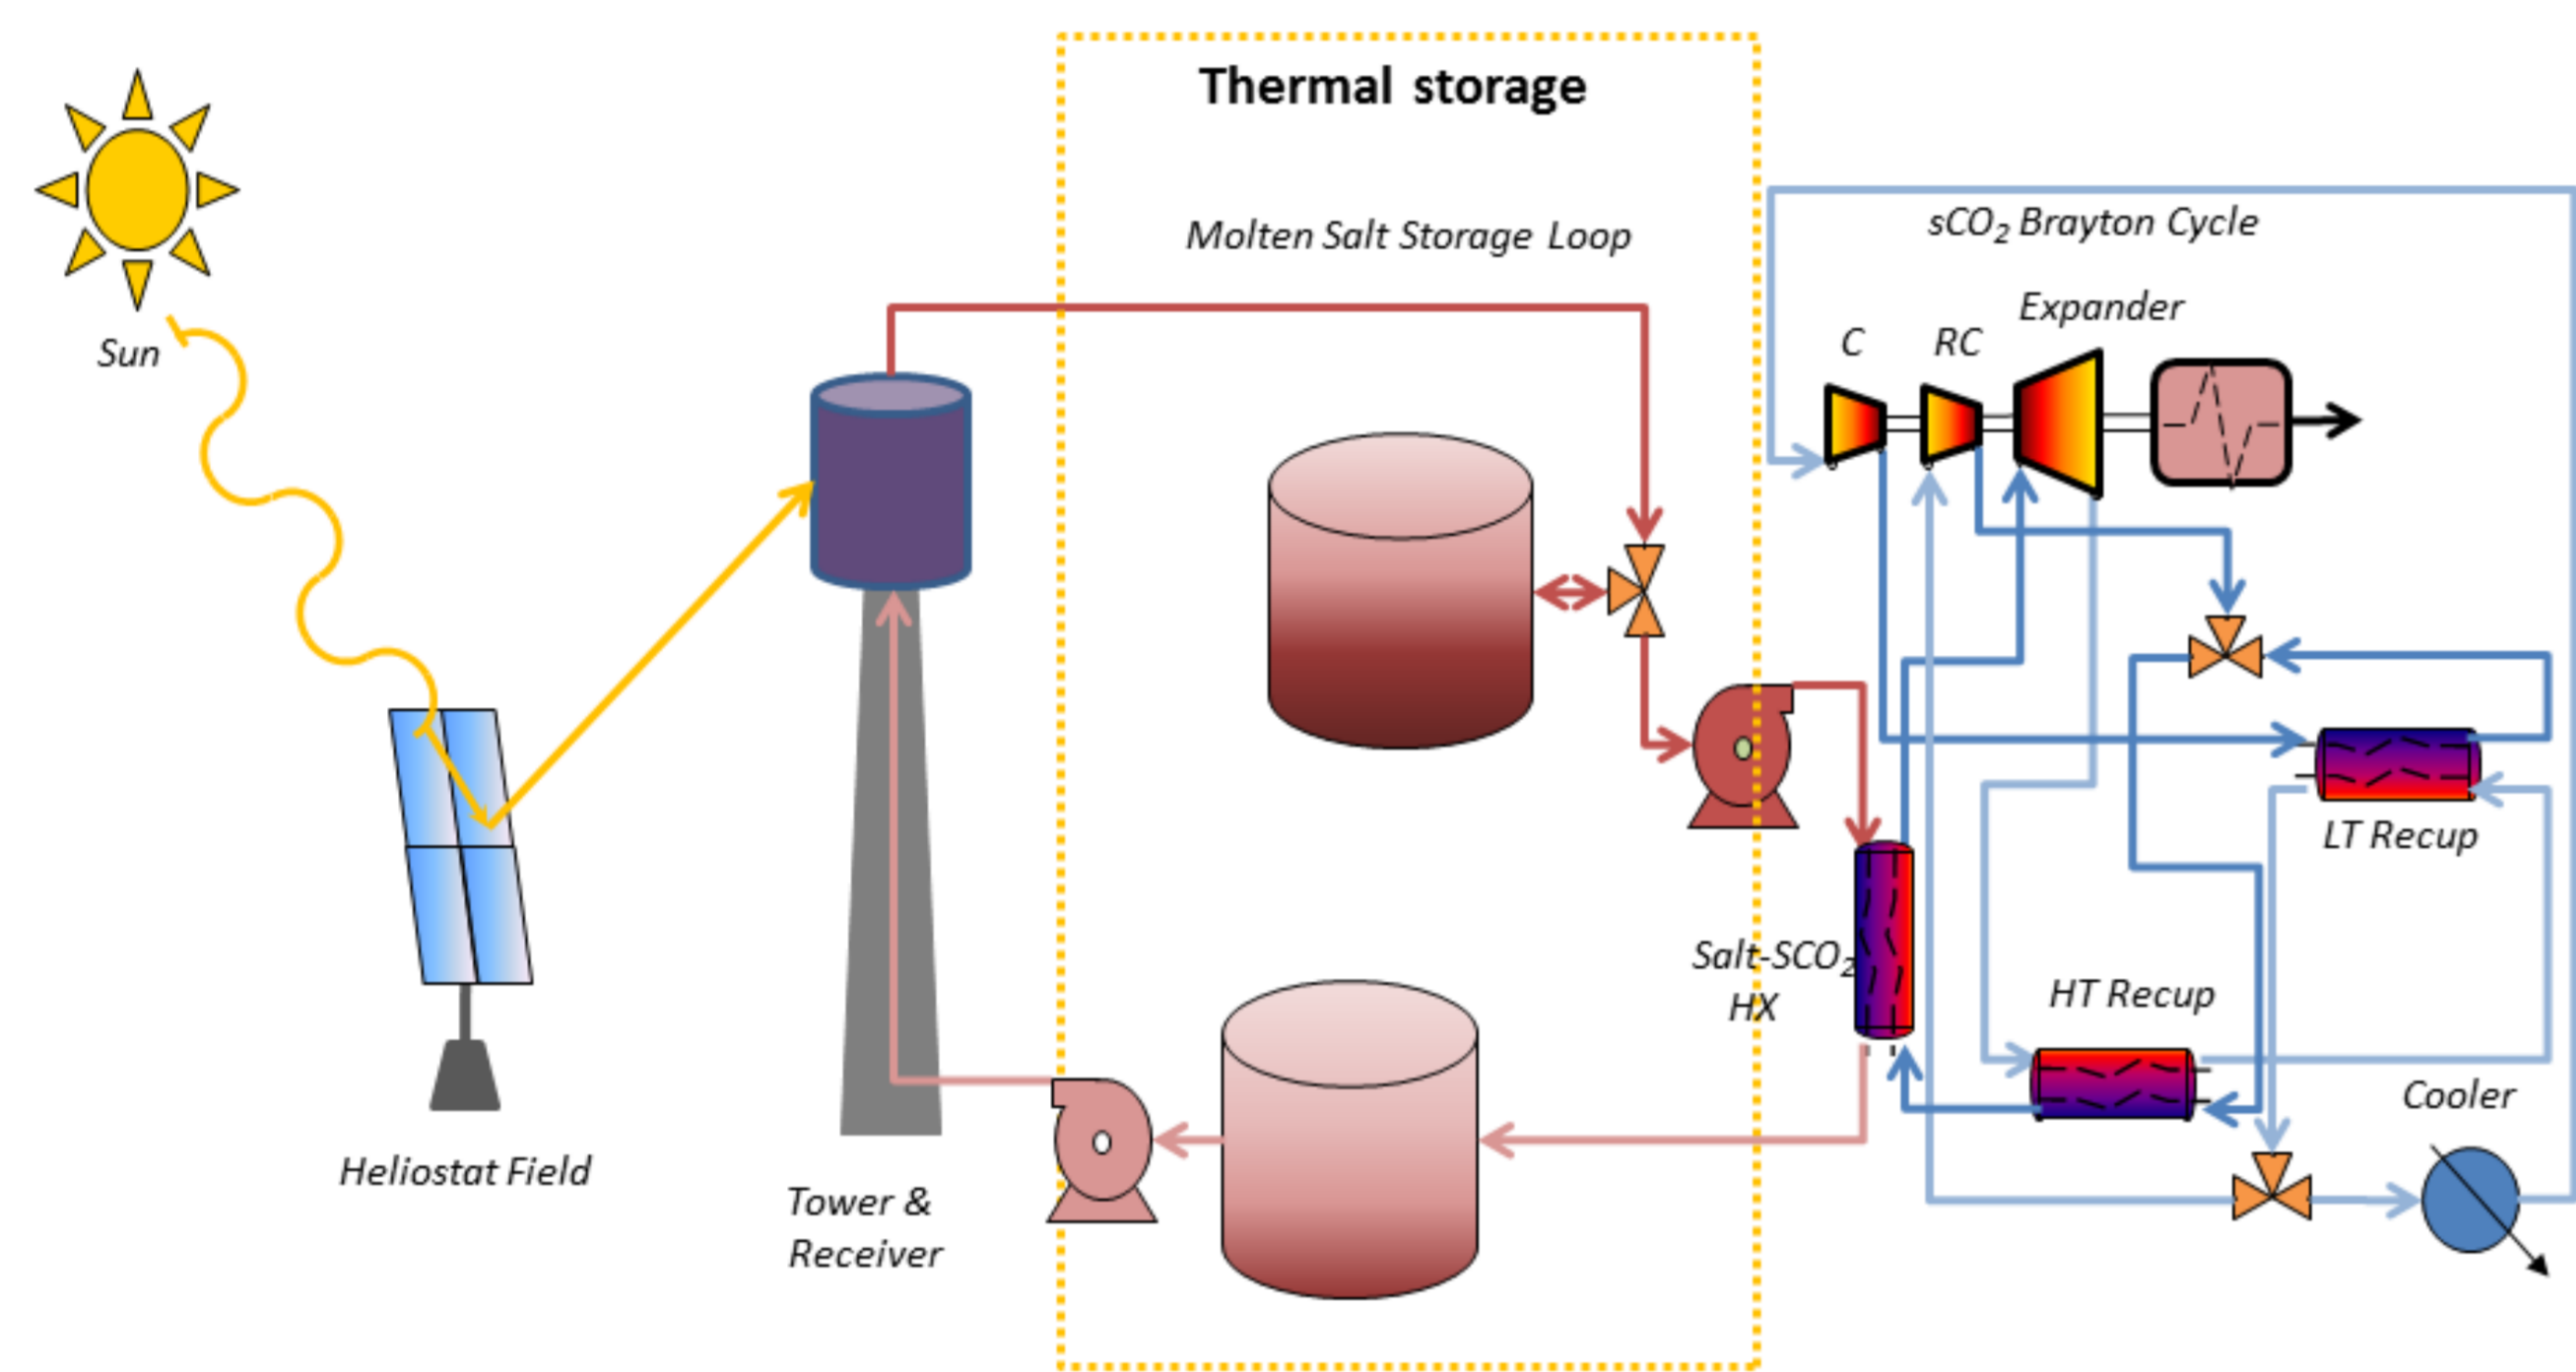 Thermal storage
Molten Salt Storage Loop
sCO₂ Brayton Cycle
Expander
C
RC
Sun
LT Recup
Salt-SCO₂
HX
HT Recup
Cooler
Heliostat Field
Tower &
Receiver